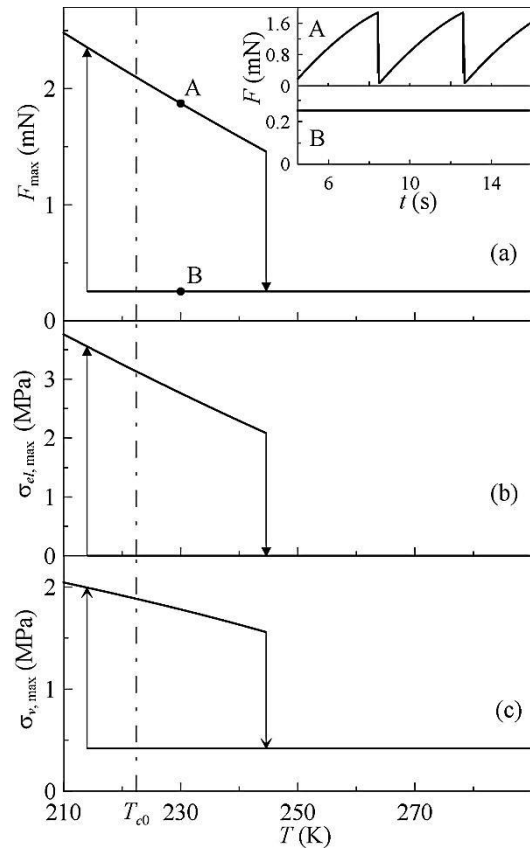 A
F (mN)
1.6
0.8
0
B
0.2
0
6
10
14
t (s)
F_max (mN)
2
1
0
A
B
(a)
σ_el, max (MPa)
3
2
1
0
(b)
σ_v, max (MPa)
2
1
0
(c)
210 T_c0 230 250 270
T (K)